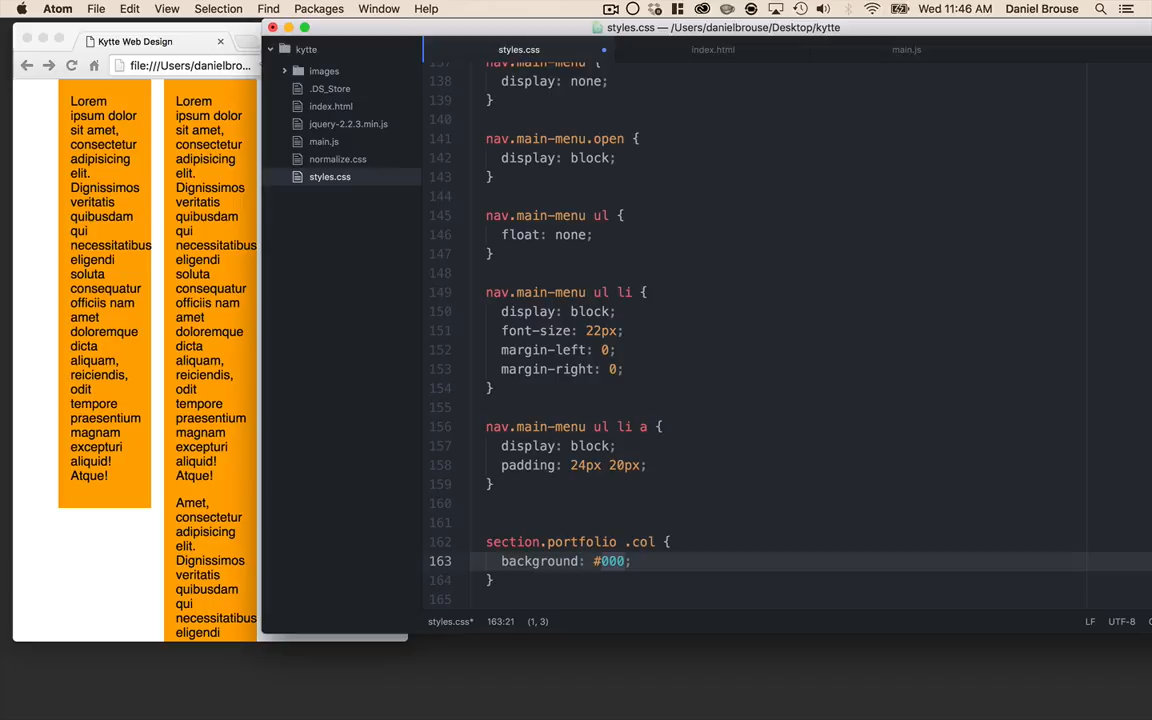 Atom File Edit View Selection Find Packages Window Help Wed 11:46 AM Daniel Brouse
styles.css — /Users/danielbrouse/Desktop/kytte
Kytte Web Design
file:///Users/danielbro...
Lorem
ipsum dolor
sit amet,
consectetur
adipisicing
elit.
Dignissimos
veritatis
quibusdam
qui
necessitatibus
eligendi
soluta
consequatur
officiis nam
amet
doloremque
dicta
aliquam,
reiciendis,
odit
tempore
praesentium
magnam
excepturi
aliquid!
Atque!
Lorem
ipsum dolor
sit amet,
consectetur
adipisicing
elit.
Dignissimos
veritatis
quibusdam
qui
necessitatibus
eligendi
soluta
consequatur
officiis nam
amet
doloremque
dicta
aliquam,
reiciendis,
odit
tempore
praesentium
magnam
excepturi
aliquid!
Atque!
Amet,
consectetur
adipisicing
elit.
Dignissimos
veritatis
quibusdam
qui
necessitatibus
eligendi
kytte
images
.DS_Store
index.html
jquery-2.2.3.min.js
main.js
normalize.css
styles.css
styles.css index.html main.js
137 nav.main-menu {
138 display: none;
139 }
140
141 nav.main-menu.open {
142 display: block;
143 }
144
145 nav.main-menu ul {
146 float: none;
147 }
148
149 nav.main-menu ul li {
150 display: block;
151 font-size: 22px;
152 margin-left: 0;
153 margin-right: 0;
154 }
155
156 nav.main-menu ul li a {
157 display: block;
158 padding: 24px 20px;
159 }
160
161
162 section.portfolio .col {
163 background: #000;
164 }
165
styles.css* 163:21 (1, 3) LF UTF-8